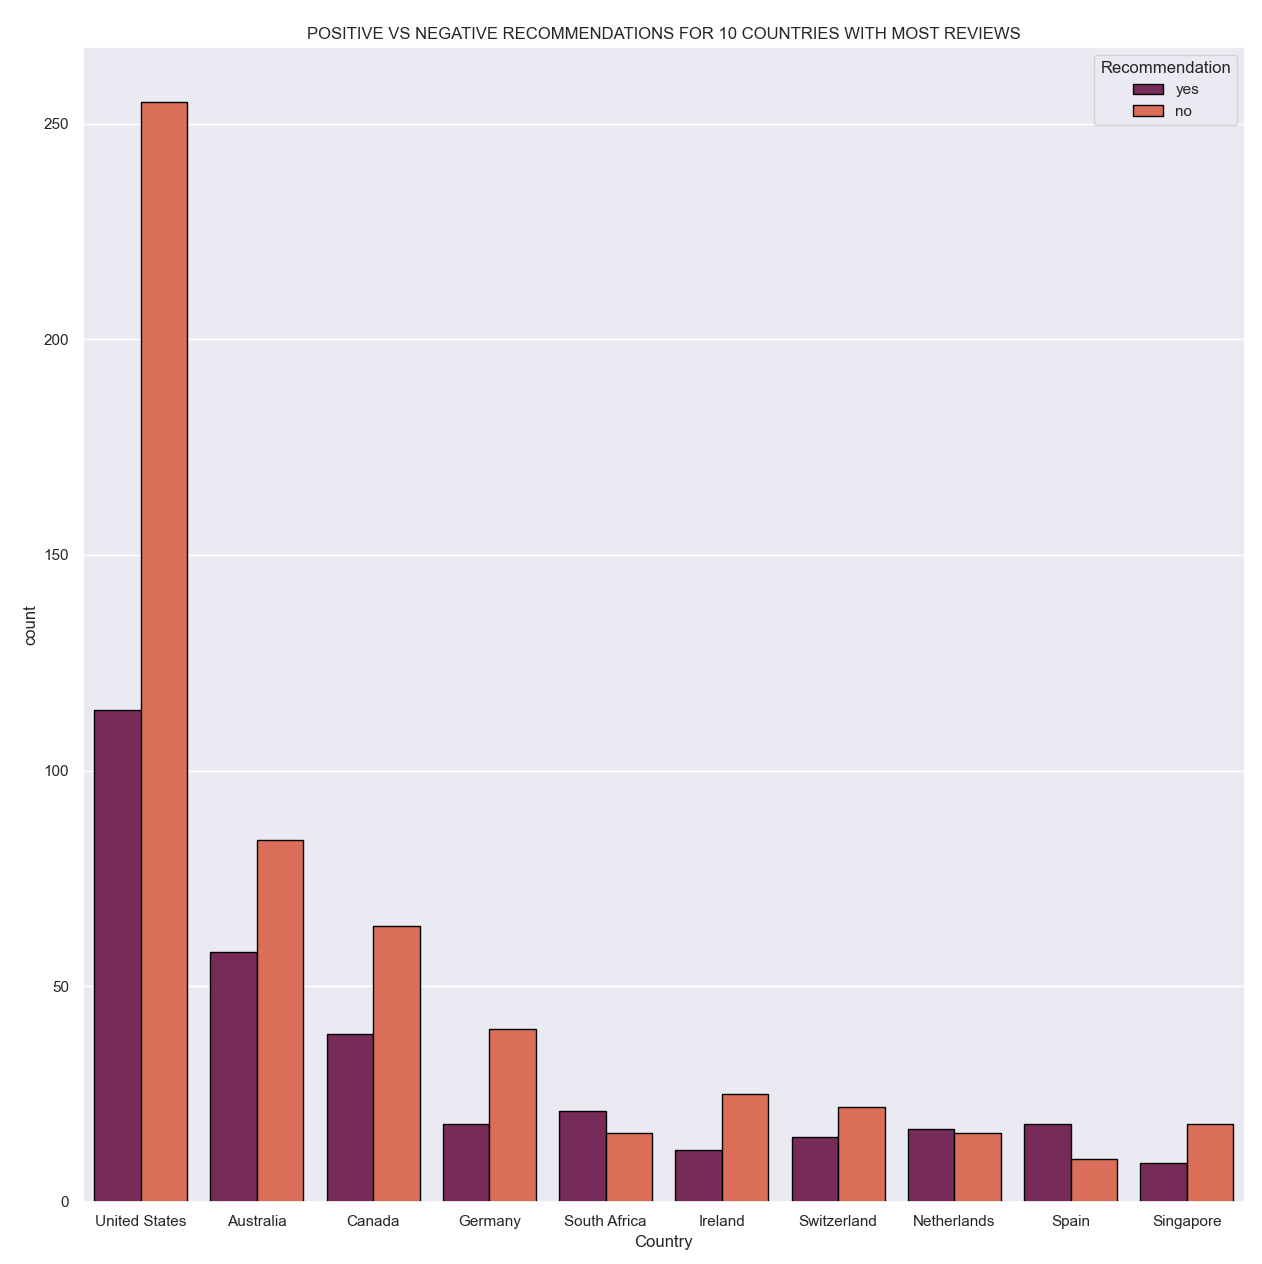 POSITIVE VS NEGATIVE RECOMMENDATIONS FOR 10 COUNTRIES WITH MOST REVIEWS
Recommendation
yes
no
250
200
150
100
50
0
count
United States
Australia
Canada
Germany
South Africa
Ireland
Switzerland
Netherlands
Spain
Singapore
Country